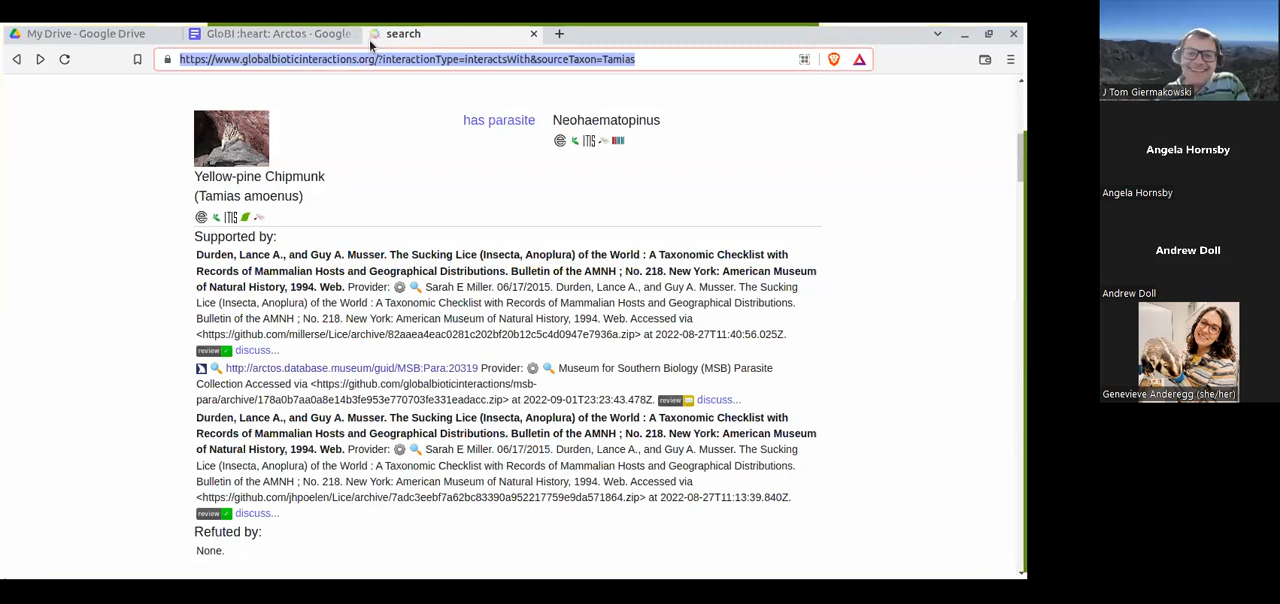 My Drive - Google Drive
GloBI :heart: Arctos - Google
search
https://www.globalbioticinteractions.org/?interactionType=interactsWith&sourceTaxon=Tamias
has parasite
Neohaematopinus
ITIS
Yellow-pine Chipmunk
(Tamias amoenus)
ITIS
Supported by:
Durden, Lance A., and Guy A. Musser. The Sucking Lice (Insecta, Anoplura) of the World : A Taxonomic Checklist with
Records of Mammalian Hosts and Geographical Distributions. Bulletin of the AMNH ; No. 218. New York: American Museum
of Natural History, 1994. Web. Provider: Sarah E Miller. 06/17/2015. Durden, Lance A., and Guy A. Musser. The Sucking
Lice (Insecta, Anoplura) of the World : A Taxonomic Checklist with Records of Mammalian Hosts and Geographical Distributions.
Bulletin of the AMNH ; No. 218. New York: American Museum of Natural History, 1994. Web. Accessed via
<https://github.com/millerse/Lice/archive/82aaea4eac0281c202bf20b12c5c4d0947e7936a.zip> at 2022-08-27T11:40:56.025Z.
review discuss...
http://arctos.database.museum/guid/MSB:Para:20319 Provider: Museum for Southern Biology (MSB) Parasite
Collection Accessed via <https://github.com/globalbioticinteractions/msb-
para/archive/178a0b7aa0a8e14b3fe953e770703fe331eadacc.zip> at 2022-09-01T23:23:43.478Z. review discuss...
Durden, Lance A., and Guy A. Musser. The Sucking Lice (Insecta, Anoplura) of the World : A Taxonomic Checklist with
Records of Mammalian Hosts and Geographical Distributions. Bulletin of the AMNH ; No. 218. New York: American Museum
of Natural History, 1994. Web. Provider: Sarah E Miller. 06/17/2015. Durden, Lance A., and Guy A. Musser. The Sucking
Lice (Insecta, Anoplura) of the World : A Taxonomic Checklist with Records of Mammalian Hosts and Geographical Distributions.
Bulletin of the AMNH ; No. 218. New York: American Museum of Natural History, 1994. Web. Accessed via
<https://github.com/jhpoelen/Lice/archive/7adc3eebf7a62bc83390a952217759e9da571864.zip> at 2022-08-27T11:13:39.840Z.
review discuss...
Refuted by:
None.
J Tom Giermakowski
Angela Hornsby
Angela Hornsby
Andrew Doll
Andrew Doll
Genevieve Anderegg (she/her)